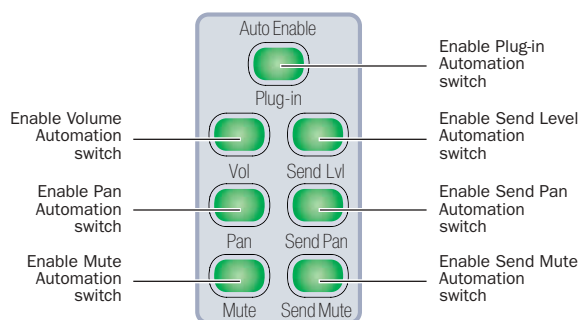 Auto Enable
Enable Plug-in
Automation
switch
Plug-in
Enable Volume
Automation
switch
Enable Send Level
Automation
switch
Vol
Send Lvl
Enable Pan
Automation
switch
Enable Send Pan
Automation
switch
Pan
Send Pan
Enable Mute
Automation
switch
Enable Send Mute
Automation
switch
Mute
Send Mute